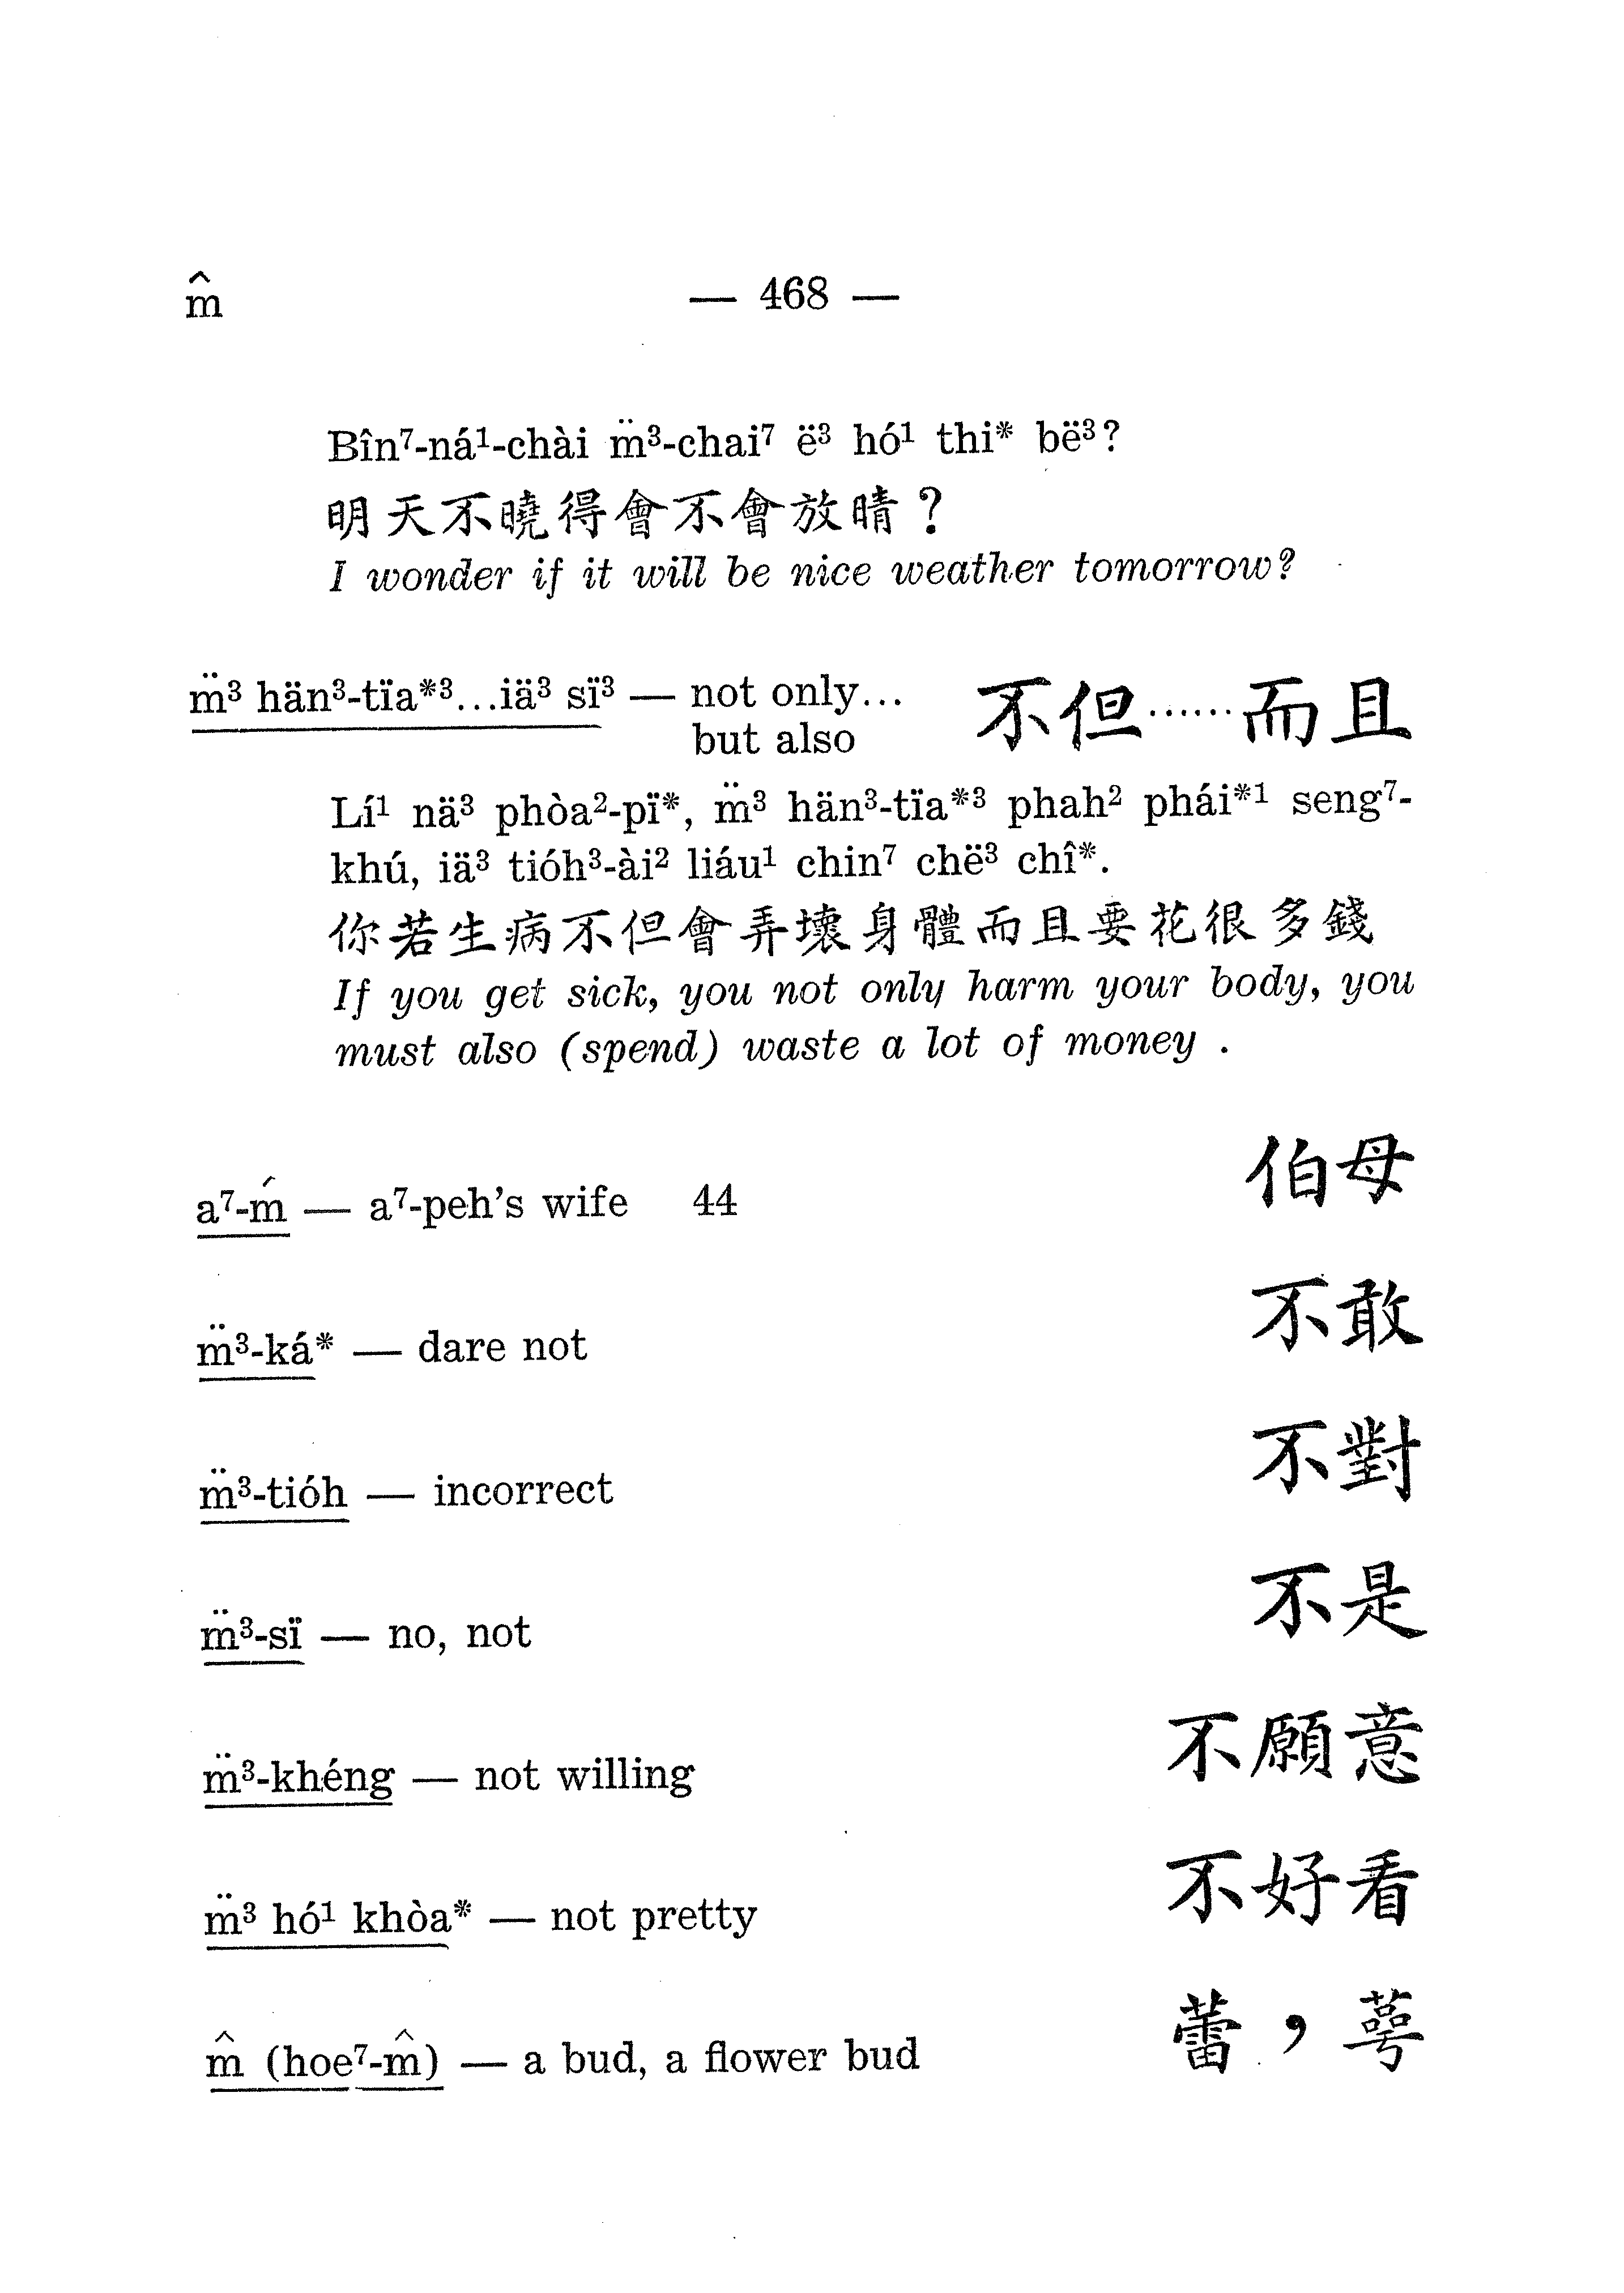 m̂
— 468 —
Bîn⁷-ná¹-chài m̈³-chai⁷ ë³ hó¹ thi* bë³?
明天不曉得會不會放晴？
I wonder if it will be nice weather tomorrow?
m̈³ hän³-tïa*³...iä³ sï³ — not only... 不但……而且
but also
Lí¹ nä³ phòa²-pï*, m̈³ hän³-tïa*³ phah² phái*¹ seng⁷-
khú, iä³ tióh³-ài² liáu¹ chin⁷ chë³ chî*.
你若生病不但會弄壞身體而且要花很多錢
If you get sick, you not only harm your body, you
must also (spend) waste a lot of money .
a⁷-ḿ — a⁷-peh's wife 44 伯母
m̈³-ká* — dare not 不敢
m̈³-tióh — incorrect 不對
m̈³-sï — no, not 不是
m̈³-khéng — not willing 不願意
m̈³ hó¹ khòa* — not pretty 不好看
m̂ (hoe⁷-m̂) — a bud, a flower bud 蕾，萼